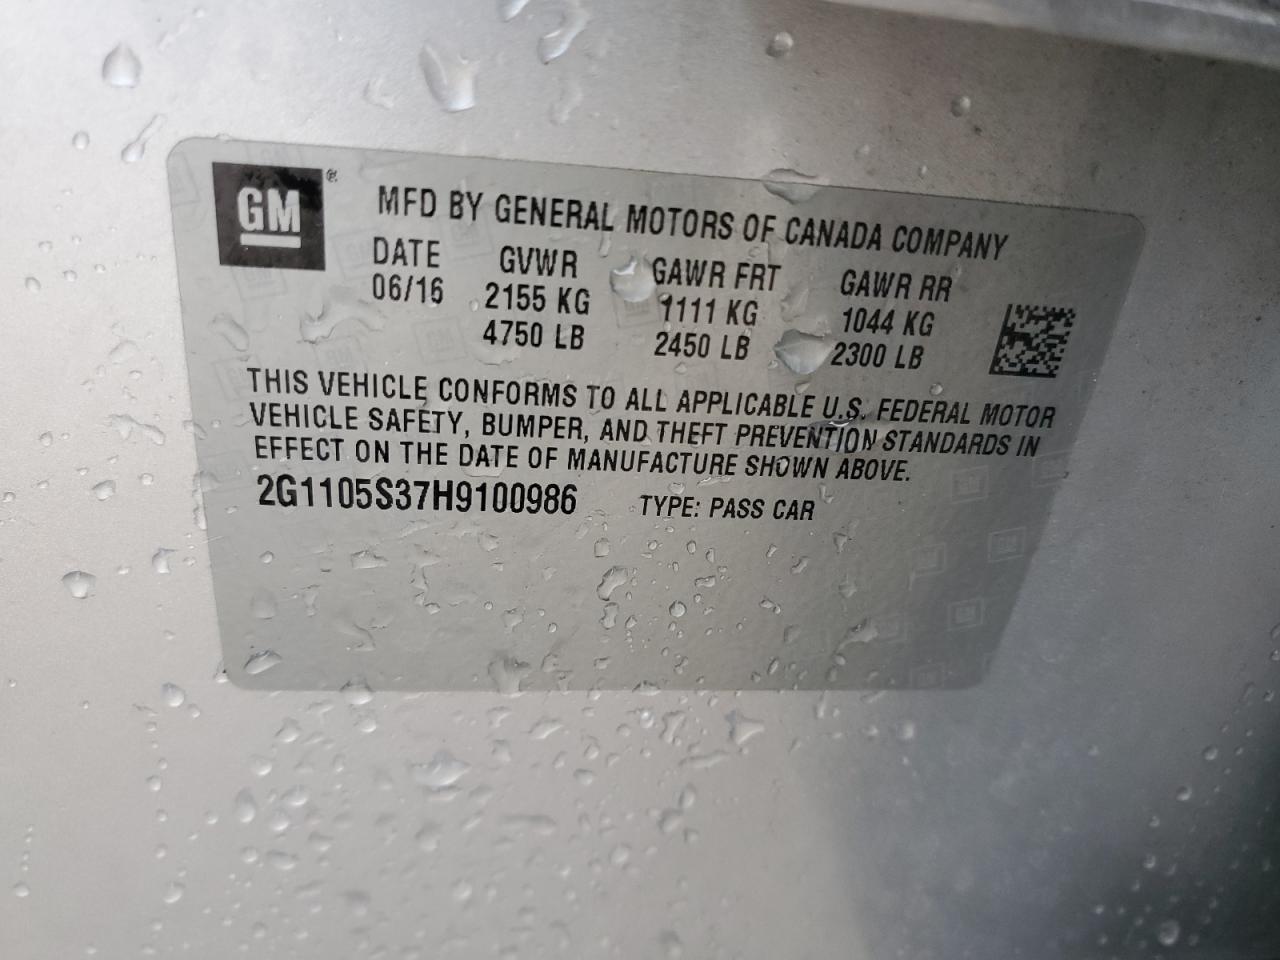 GM ®
MFD BY GENERAL MOTORS OF CANADA COMPANY
DATE GVWR GAWR FRT GAWR RR
06/16 2155 KG 1111 KG 1044 KG
4750 LB 2450 LB 2300 LB
THIS VEHICLE CONFORMS TO ALL APPLICABLE U.S. FEDERAL MOTOR
VEHICLE SAFETY, BUMPER, AND THEFT PREVENTION STANDARDS IN
EFFECT ON THE DATE OF MANUFACTURE SHOWN ABOVE.
2G1105S37H9100986 TYPE: PASS CAR